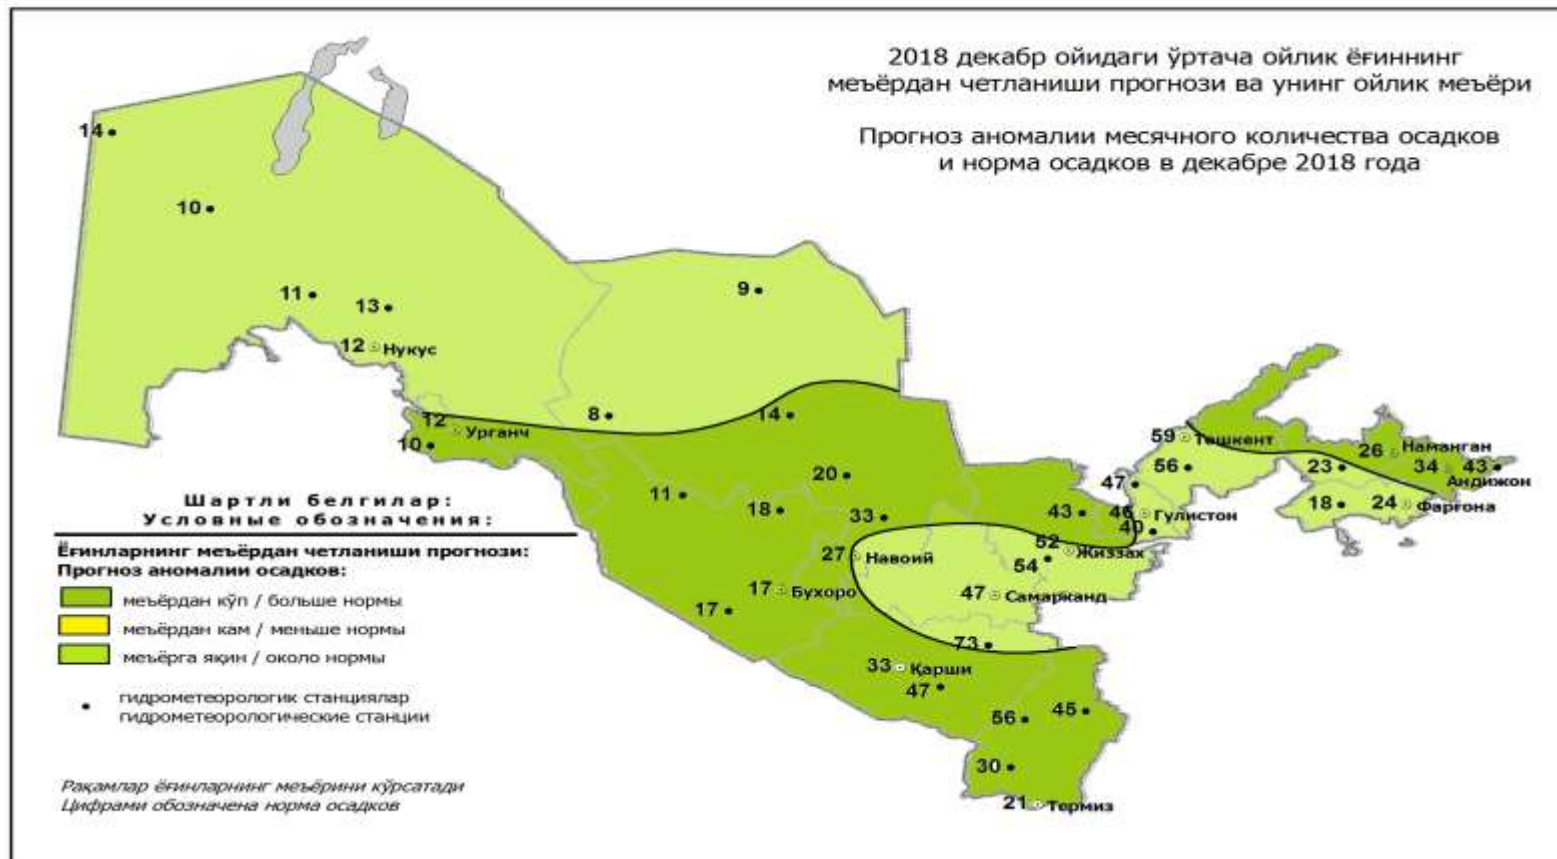 2018 декабр ойидаги ўртача ойлик ёғиннинг
меъёрдан четланиши прогнози ва унинг ойлик меъёри
Прогноз аномалии месячного количества осадков
и норма осадков в декабре 2018 года
14
10
11
13
12 Нукус
9
8
14
12 Урганч
10
11
18
20
33
27 Навоий
17 Бухоро
17
59 Ташкент
56
47
46 Гулистон
43
40
52 Жиззах
54
47 Самарканд
73
26 Наманган
23
34 43
Андижон
18
24 Фарғона
33 Қарши
47
56
45
30
21 Термиз
Шартли белгилар:
Условные обозначения:
Ёғинларнинг меъёрдан четланиши прогнози:
Прогноз аномалии осадков:
меъёрдан кўп / больше нормы
меъёрдан кам / меньше нормы
меъёрга яқин / около нормы
гидрометеорологик станциялар
гидрометеорологические станции
Рақамлар ёғинларнинг меъёрини кўрсатади
Цифрами обозначена норма осадков